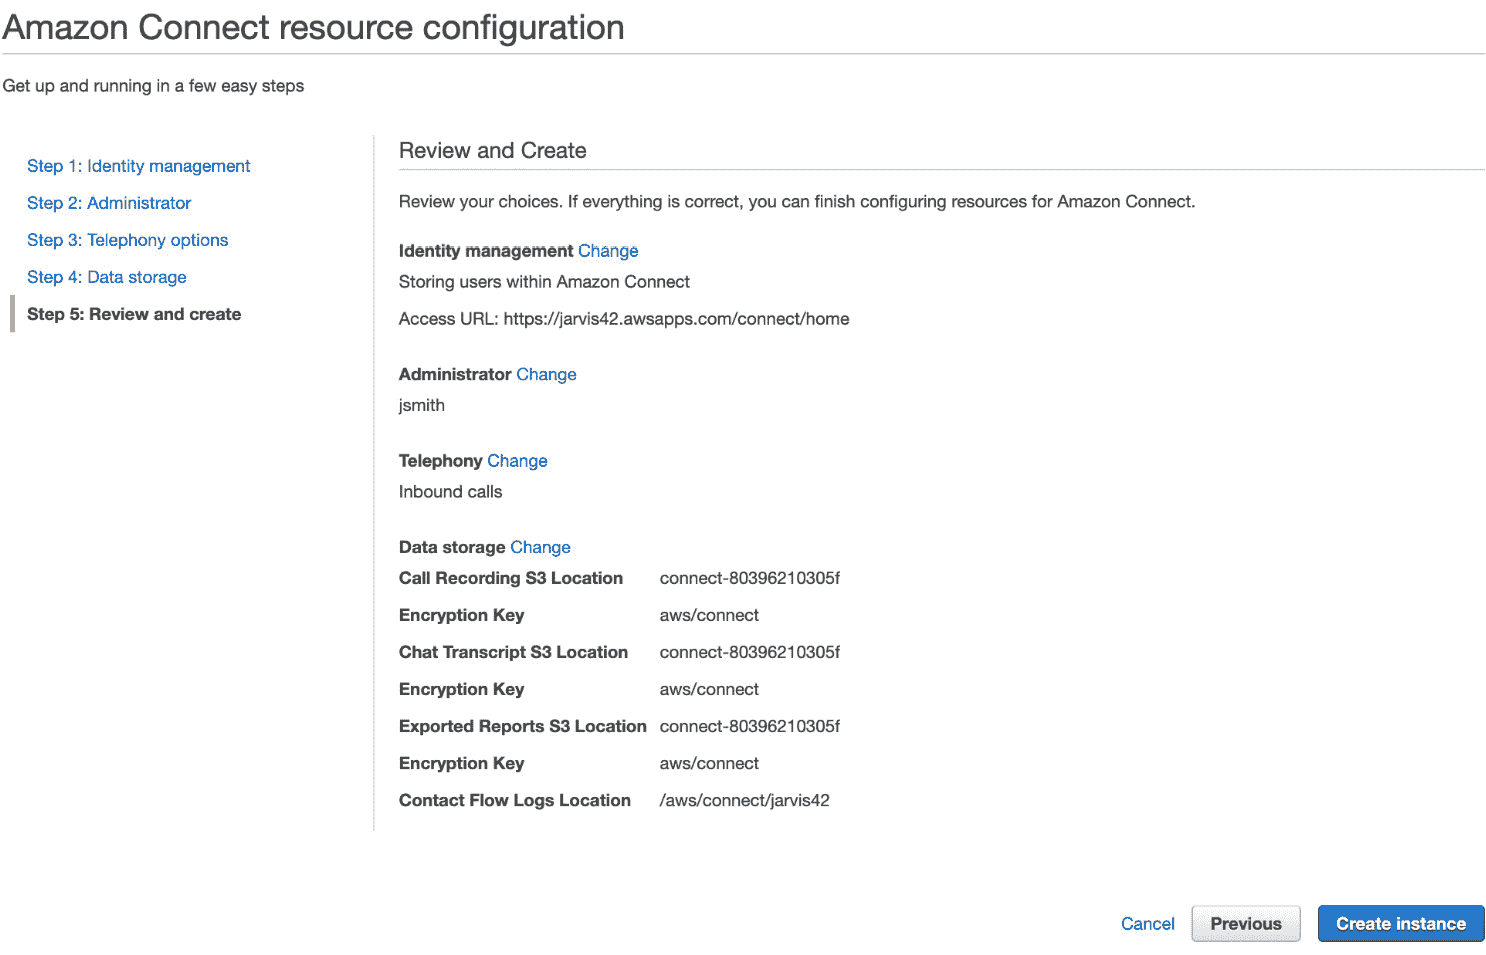 Amazon Connect resource configuration
Get up and running in a few easy steps
Step 1: Identity management
Step 2: Administrator
Step 3: Telephony options
Step 4: Data storage
Step 5: Review and create
Review and Create
Review your choices. If everything is correct, you can finish configuring resources for Amazon Connect.
Identity management Change
Storing users within Amazon Connect
Access URL: https://jarvis42.awsapps.com/connect/home
Administrator Change
jsmith
Telephony Change
Inbound calls
Data storage Change
Call Recording S3 Location connect-80396210305f
Encryption Key aws/connect
Chat Transcript S3 Location connect-80396210305f
Encryption Key aws/connect
Exported Reports S3 Location connect-80396210305f
Encryption Key aws/connect
Contact Flow Logs Location /aws/connect/jarvis42
Cancel Previous Create instance